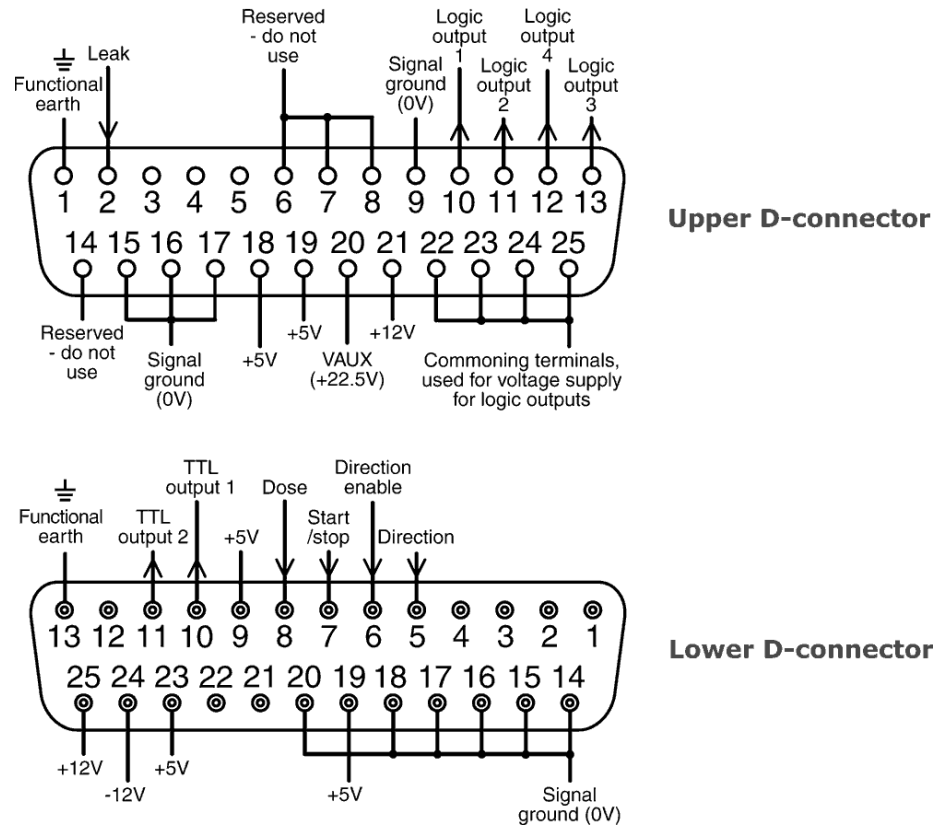 Reserved
- do not
use
Logic
output
1
Logic
output
4
Leak
Functional
earth
Signal
ground
(0V)
Logic
output
2
Logic
output
3
1 2 3 4 5 6 7 8 9 10 11 12 13
14 15 16 17 18 19 20 21 22 23 24 25
Upper D-connector
Reserved
- do not
use
Signal
ground
(0V)
+5V
+5V
VAUX
(+22.5V)
+12V
Commoning terminals,
used for voltage supply
for logic outputs
Functional
earth
TTL
output 2
TTL
output 1
+5V
Dose
Start
/stop
Direction
enable
Direction
13 12 11 10 9 8 7 6 5 4 3 2 1
25 24 23 22 21 20 19 18 17 16 15 14
Lower D-connector
+12V
-12V
+5V
+5V
Signal
ground (0V)